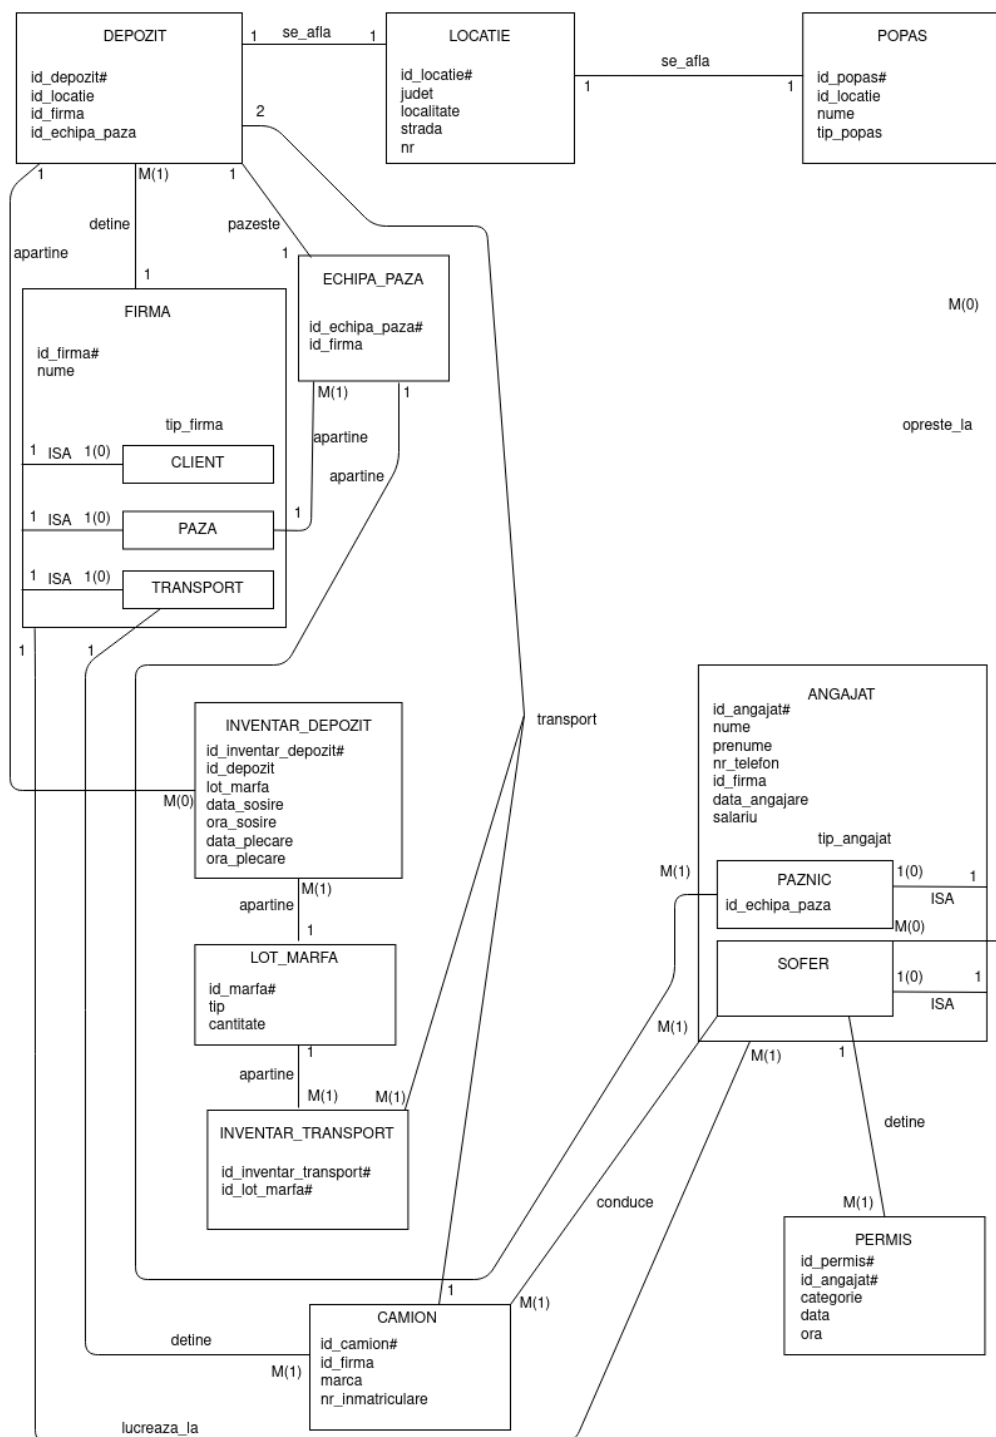 DEPOZIT
id_depozit#
id_locatie
id_firma
id_echipa_paza
1
se_afla
1
LOCATIE
id_locatie#
judet
localitate
strada
nr
se_afla
1
1
POPAS
id_popas#
id_locatie
nume
tip_popas
2
1
M(1)
1
apartine
detine
pazeste
1
1
ECHIPA_PAZA
id_echipa_paza#
id_firma
M(1)
1
apartine
apartine
M(0)
opreste_la
FIRMA
id_firma#
nume
tip_firma
1
ISA
1(0)
CLIENT
1
ISA
1(0)
PAZA
1
1
ISA
1(0)
TRANSPORT
1
1
transport
INVENTAR_DEPOZIT
id_inventar_depozit#
id_depozit
lot_marfa
data_sosire
ora_sosire
data_plecare
ora_plecare
M(0)
M(1)
apartine
1
LOT_MARFA
id_marfa#
tip
cantitate
1
apartine
M(1)
M(1)
INVENTAR_TRANSPORT
id_inventar_transport#
id_lot_marfa#
ANGAJAT
id_angajat#
nume
prenume
nr_telefon
id_firma
data_angajare
salariu
tip_angajat
M(1)
PAZNIC
id_echipa_paza
1(0)
1
ISA
M(0)
SOFER
1(0)
1
ISA
M(1)
M(1)
1
detine
conduce
M(1)
PERMIS
id_permis#
id_angajat#
categorie
data
ora
1
M(1)
CAMION
id_camion#
id_firma
marca
nr_inmatriculare
detine
M(1)
lucreaza_la